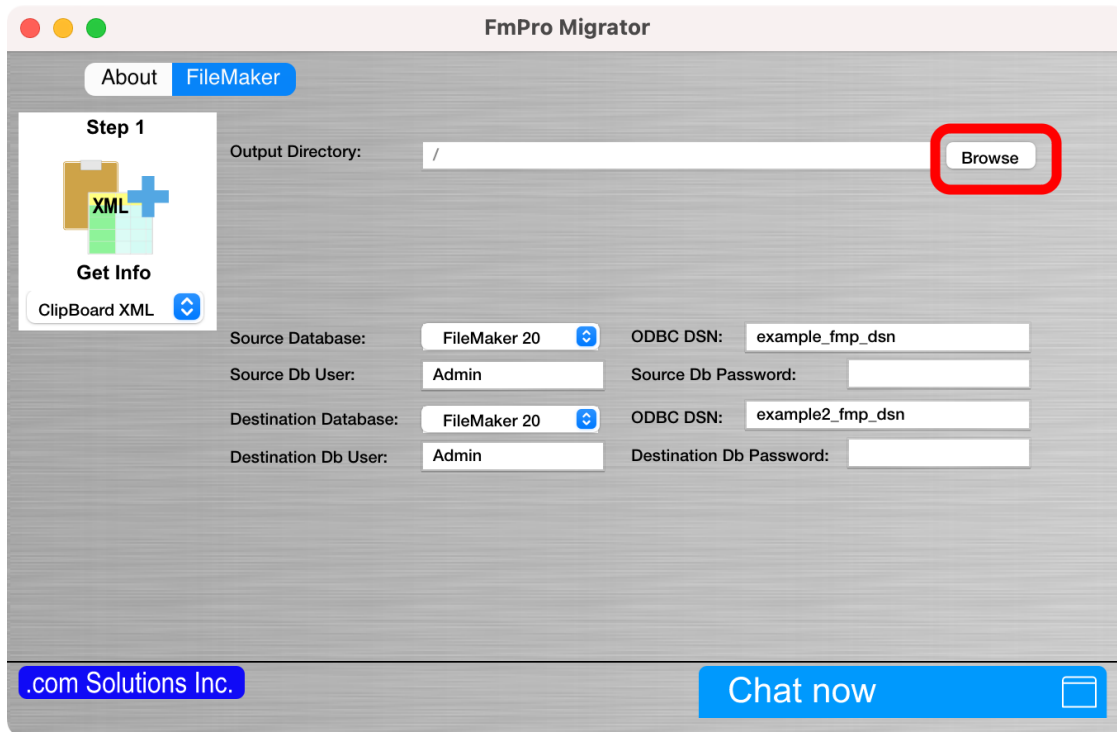 FmPro Migrator
About FileMaker
Step 1
XML
Get Info
ClipBoard XML
Output Directory: / Browse
Source Database: FileMaker 20 ODBC DSN: example_fmp_dsn
Source Db User: Admin Source Db Password:
Destination Database: FileMaker 20 ODBC DSN: example2_fmp_dsn
Destination Db User: Admin Destination Db Password:
.com Solutions Inc. Chat now